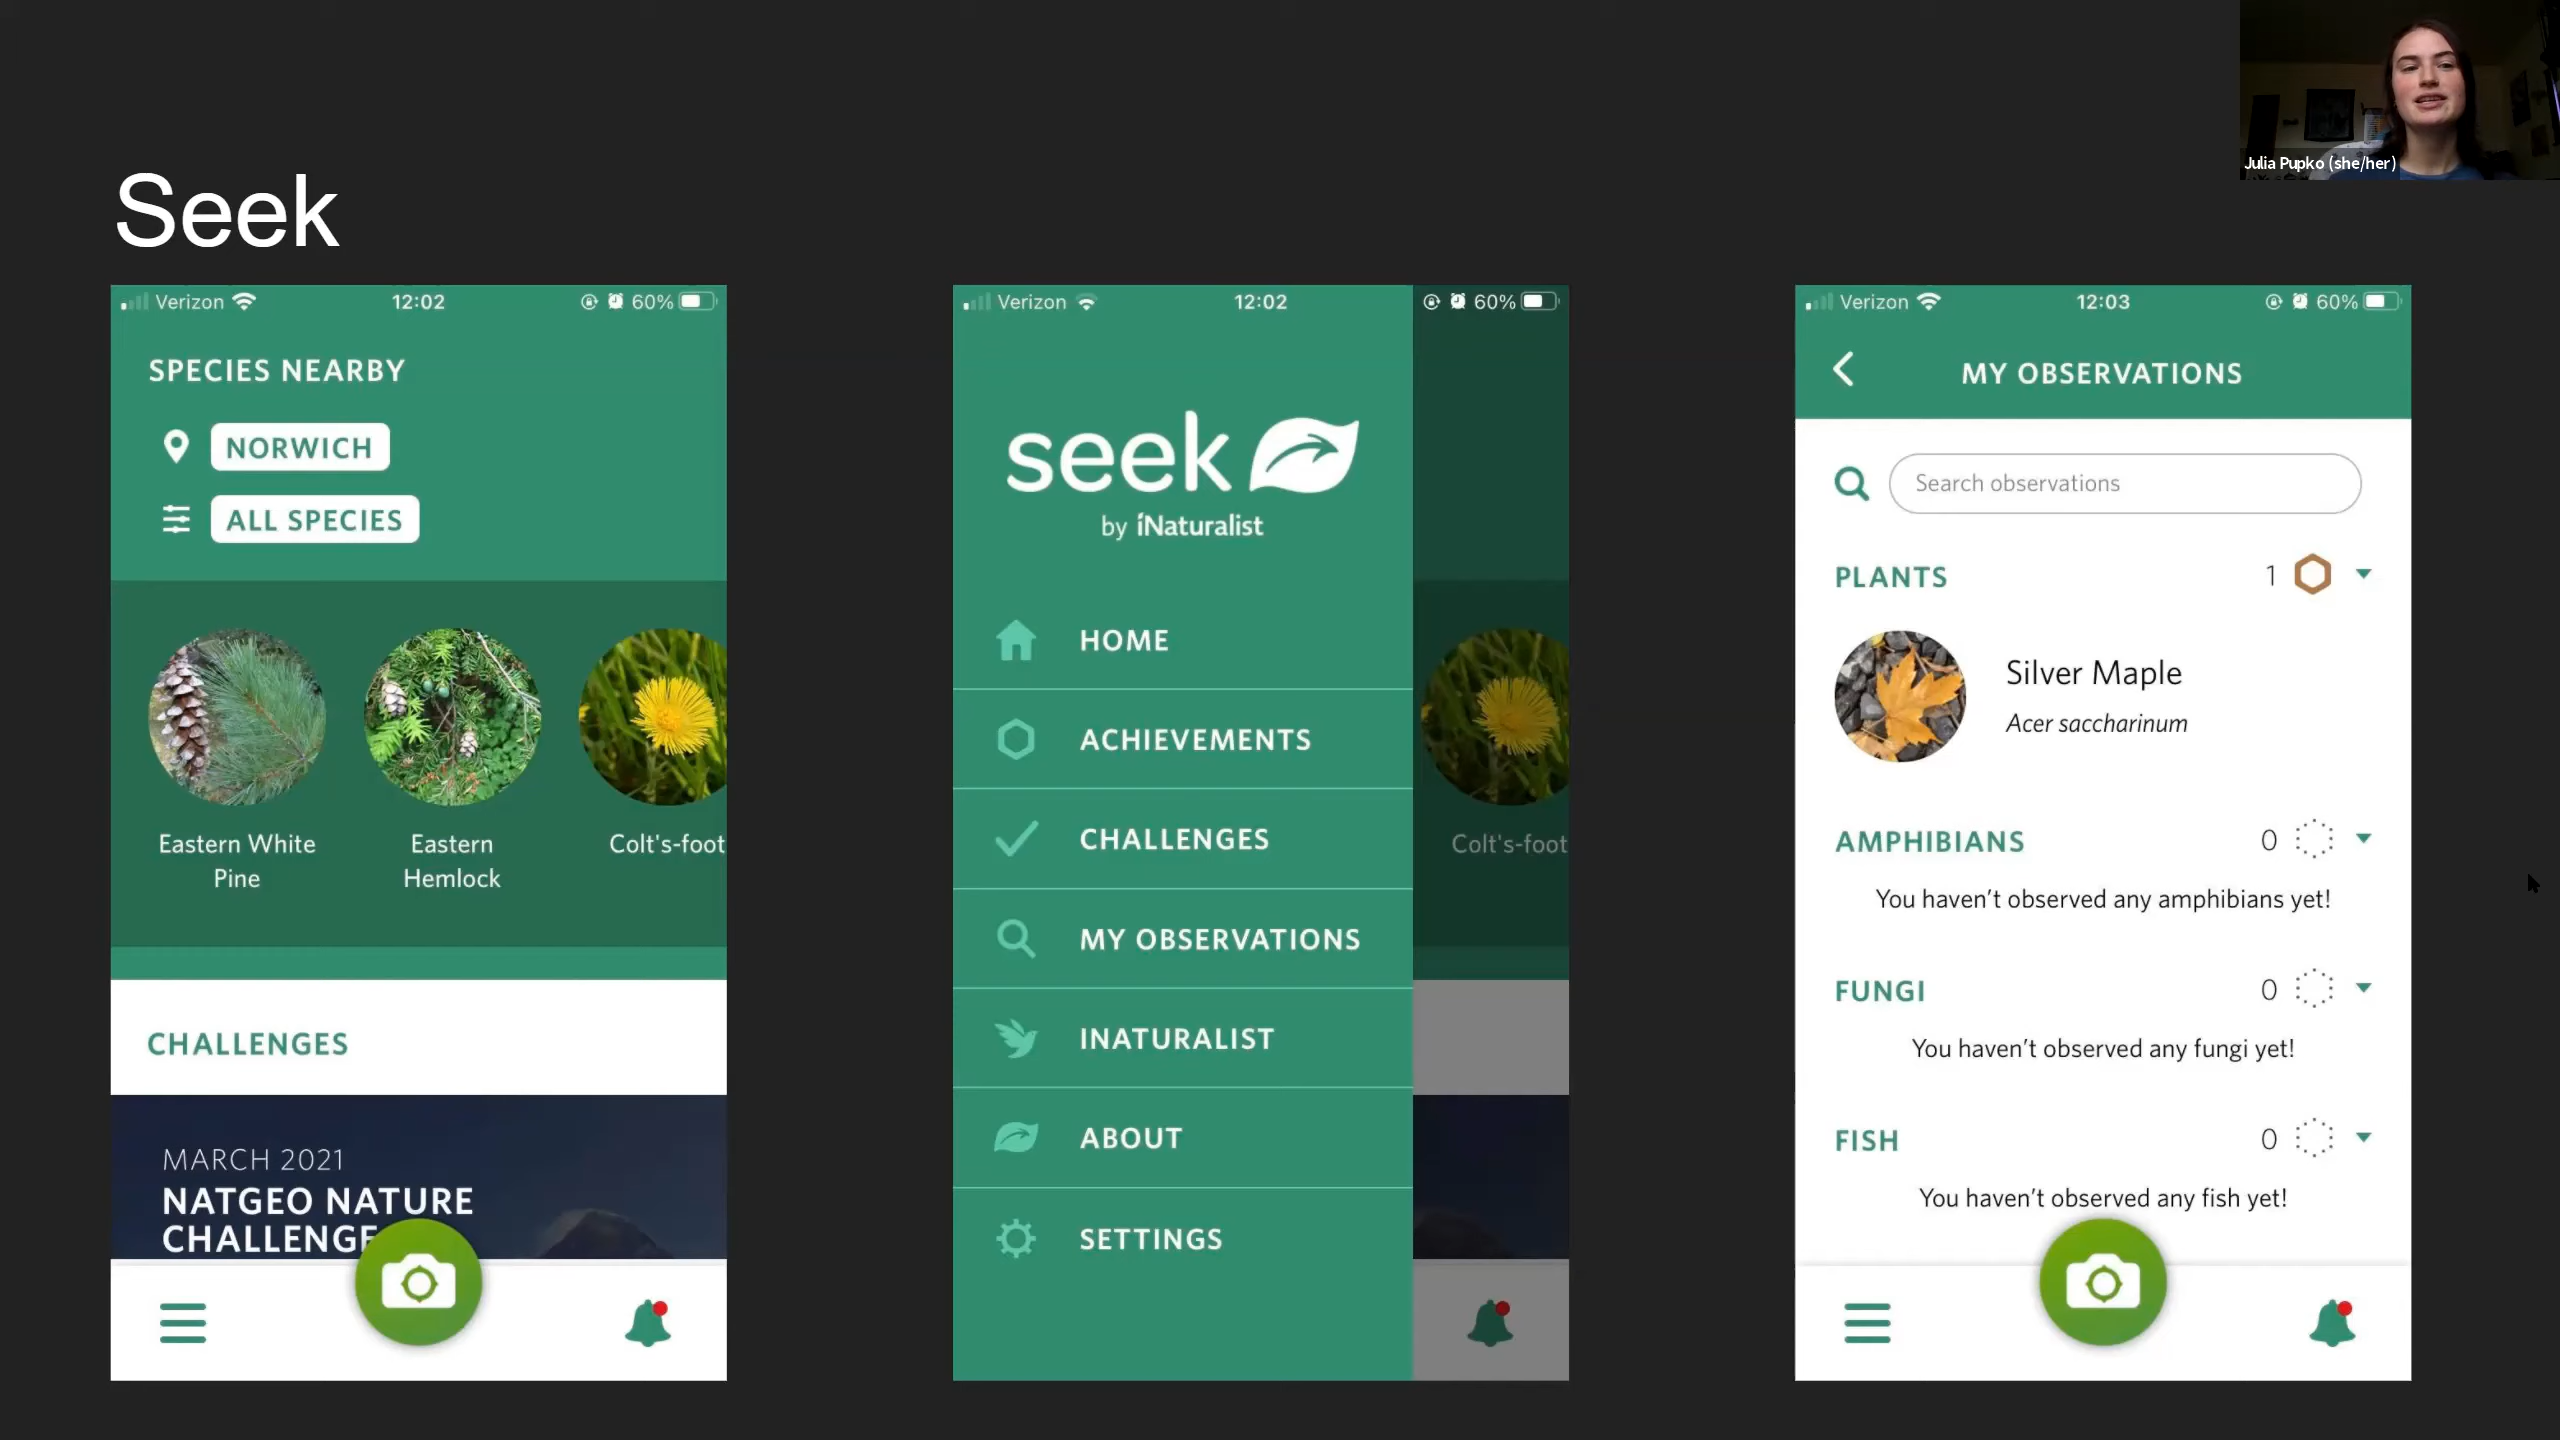 Julia Pupko (she/her)
Seek
Verizon 12:02 60%
SPECIES NEARBY
NORWICH
ALL SPECIES
Eastern White
Pine
Eastern
Hemlock
Colt's-foot
CHALLENGES
MARCH 2021
NATGEO NATURE
CHALLENGE
Verizon 12:02 60%
seek
by iNaturalist
HOME
ACHIEVEMENTS
CHALLENGES
MY OBSERVATIONS
INATURALIST
ABOUT
SETTINGS
Colt's-foot
Verizon 12:03 60%
MY OBSERVATIONS
Search observations
PLANTS 1
Silver Maple
Acer saccharinum
AMPHIBIANS 0
You haven't observed any amphibians yet!
FUNGI 0
You haven't observed any fungi yet!
FISH 0
You haven't observed any fish yet!